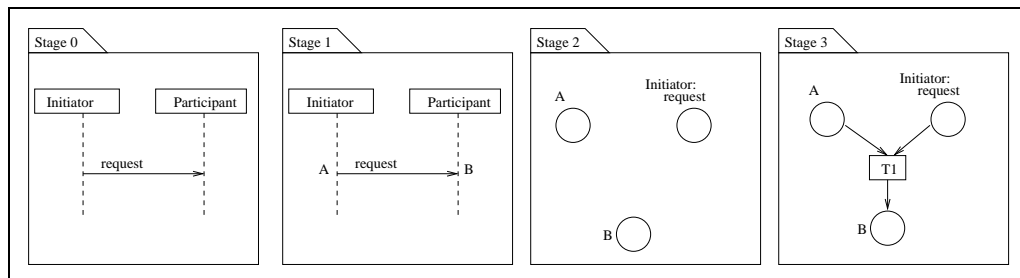 Stage 0
Initiator
Participant
request
Stage 1
Initiator
Participant
A
request
B
Stage 2
A
Initiator:
request
B
Stage 3
A
Initiator:
request
T1
B